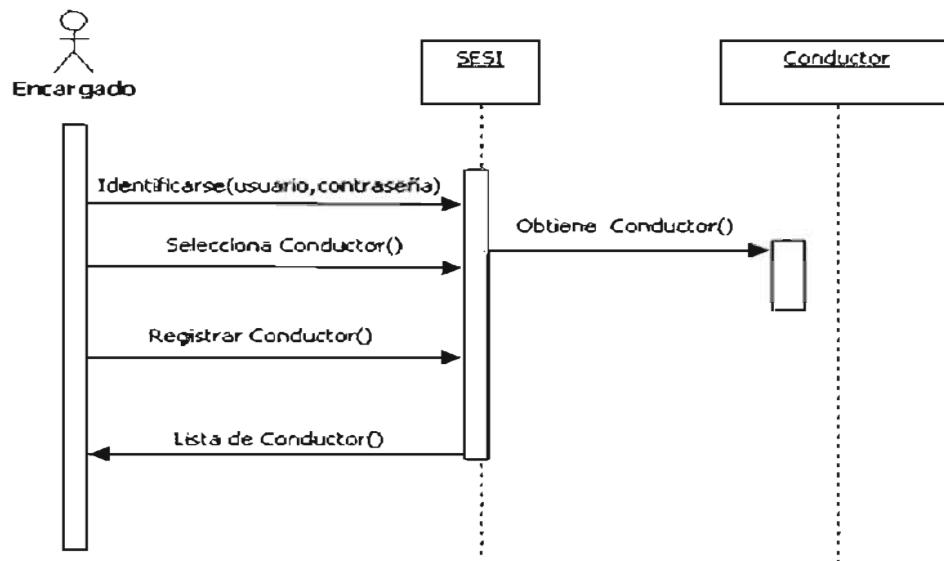 Encargado
SESI
Conductor
Identificarse(usuario,contraseña)
Obtiene Conductor()
Selecciona Conductor()
Registrar Conductor()
Lista de Conductor()